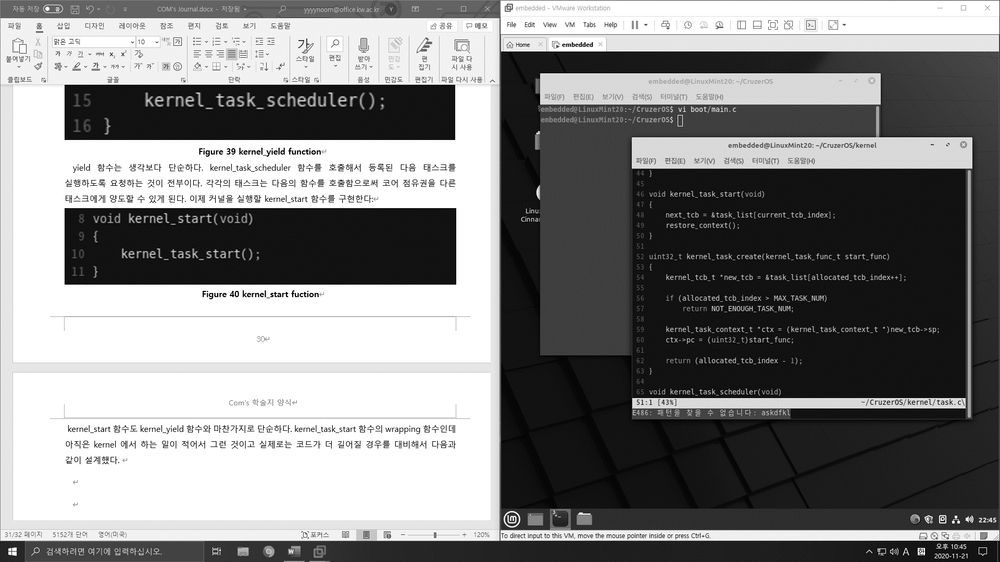 자동 저장 끔 COM's Journal.docx - 저장됨 yyyynoom@office.kw.ac.kr Y
파일 홈 삽입 디자인 레이아웃 참조 편지 검토 보기 도움말 공유 메모
맑은 고딕 10
붙여넣기 스타일 편집 받아쓰기 민감도 편집기 파일 다시 사용
클립보드 글꼴 단락 스타일 음성 민감도 편집기 파일 다시 사용
15 kernel_task_scheduler();
16 }
Figure 39 kernel_yield function
yield 함수는 생각보다 단순하다. kernel_task_scheduler 함수를 호출해서 등록된 다음 태스크를
실행하도록 요청하는 것이 전부이다. 각각의 태스크는 다음의 함수를 호출함으로써 코어 점유권을 다른
태스크에게 양도할 수 있게 된다. 이제 커널을 실행할 kernel_start 함수를 구현한다:
8 void kernel_start(void)
9 {
10 kernel_task_start();
11 }
Figure 40 kernel_start fuction
30
Com's 학술지 양식
kernel_start 함수도 kernel_yield 함수와 마찬가지로 단순하다. kernel_task_start 함수의 wrapping 함수인데
아직은 kernel 에서 하는 일이 적어서 그런 것이고 실제로는 코드가 더 길어질 경우를 대비해서 다음과
같이 설계했다.
31/32 페이지 5152개 단어 영어(미국) 포커스 120%
embedded - VMware Workstation
File Edit View VM Tabs Help
Home embedded
embedded@LinuxMint20: ~/CruzerOS
파일(F) 편집(E) 보기(V) 검색(S) 터미널(T) 도움말(H)
embedded@LinuxMint20:~/CruzerOS$ vi boot/main.c
embedded@LinuxMint20:~/CruzerOS$
Linu
Cinnar
embedded@LinuxMint20: ~/CruzerOS/kernel
파일(F) 편집(E) 보기(V) 검색(S) 터미널(T) 도움말(H)
44 }
45
46 void kernel_task_start(void)
47 {
48 next_tcb = &task_list[current_tcb_index];
49 restore_context();
50 }
51
52 uint32_t kernel_task_create(kernel_task_func_t start_func)
53 {
54 kernel_tcb_t *new_tcb = &task_list[allocated_tcb_index++];
55
56 if (allocated_tcb_index > MAX_TASK_NUM)
57 return NOT_ENOUGH_TASK_NUM;
58
59 kernel_task_context_t *ctx = (kernel_task_context_t *)new_tcb->sp;
60 ctx->pc = (uint32_t)start_func;
61
62 return (allocated_tcb_index - 1);
63 }
64
65 void kernel_task_scheduler(void)
51:1 [43%] ~/CruzerOS/kernel/task.c\
E486: 패턴을 찾을 수 없습니다: askdfkl
3
22:45
To direct input to this VM, move the mouse pointer inside or press Ctrl+G.
검색하려면 여기에 입력하십시오.
A 한 오후 10:45
2020-11-21